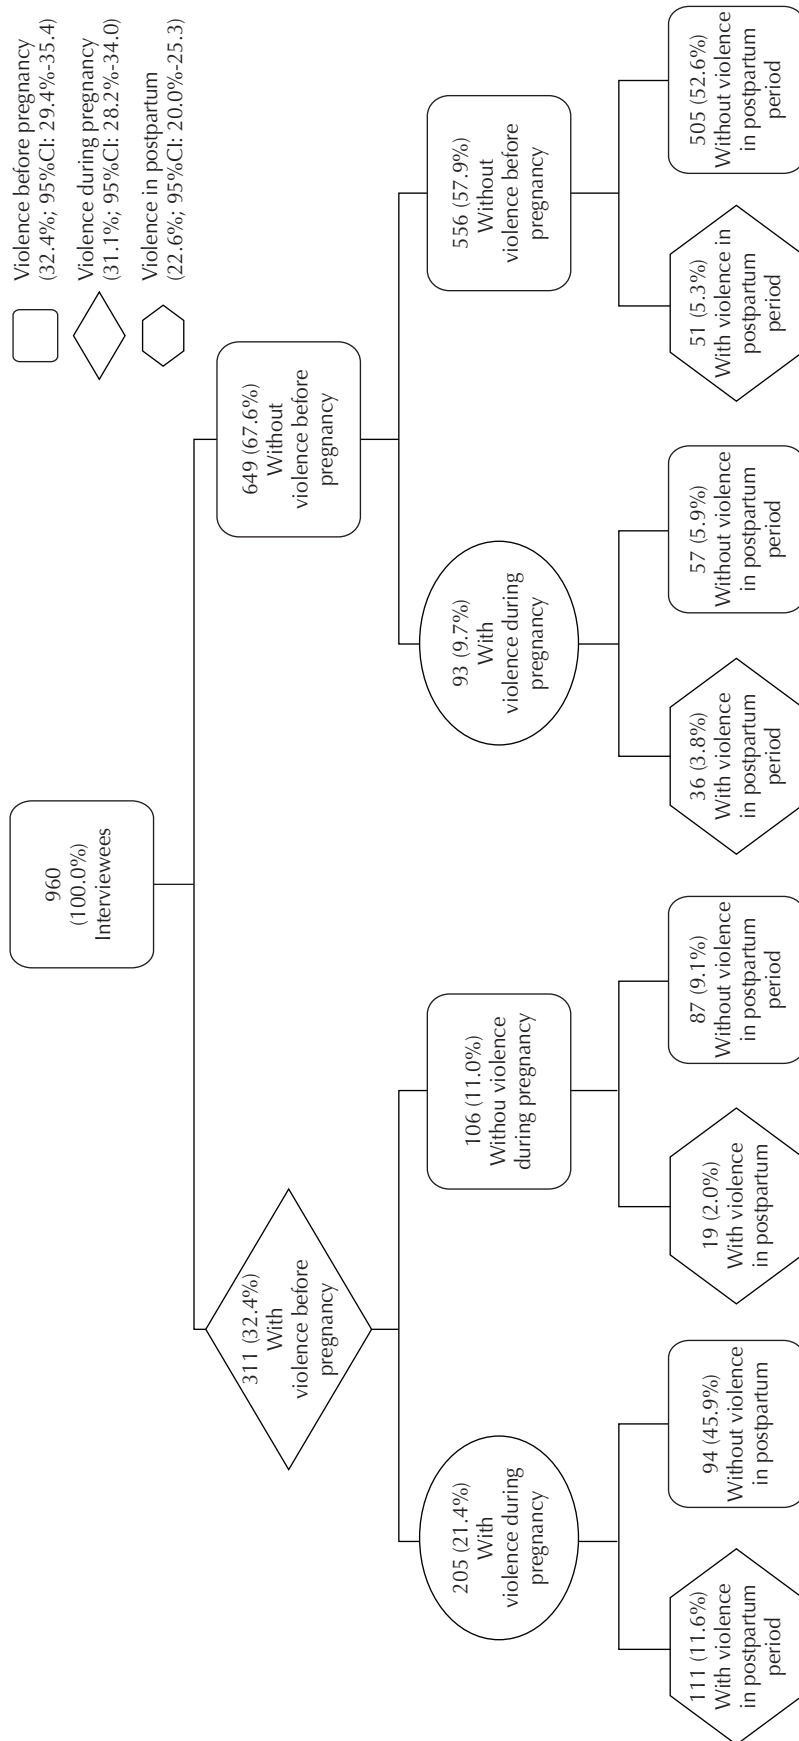 Violence before pregnancy
(32.4%; 95%CI: 29.4%-35.4)
Violence during pregnancy
(31.1%; 95%CI: 28.2%-34.0)
Violence in postpartum
(22.6%; 95%CI: 20.0%-25.3)
960
(100.0%)
Interviewees
311 (32.4%)
With
violence before
pregnancy
649 (67.6%)
Without
violence before
pregnancy
205 (21.4%)
With
violence during
pregnancy
106 (11.0%)
Withou violence
during pregnancy
93 (9.7%)
With
violence during
pregnancy
556 (57.9%)
Without
violence before
pregnancy
111 (11.6%)
With violence
in postpartum
period
94 (45.9%)
Without violence
in postpartum
19 (2.0%)
With violence
in postpartum
87 (9.1%)
Without violence
in postpartum
period
36 (3.8%)
With violence
in postpartum
period
57 (5.9%)
Without violence
in postpartum
period
51 (5.3%)
With violence in
postpartum
period
505 (52.6%)
Without violence
in postpartum
period